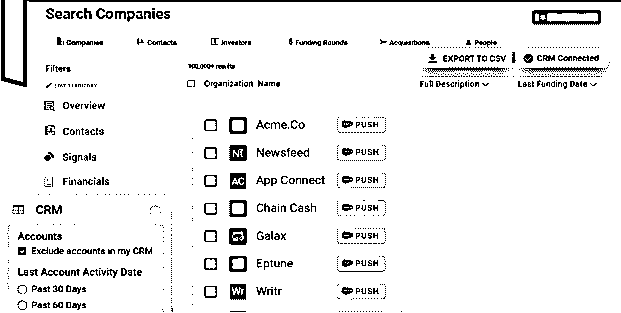 Search Companies
Companies Contacts Investors Funding Rounds Acquisitions People
EXPORT TO CSV CRM Connected
Filters
100,000+ results
Organization Name Full Description Last Funding Date
Overview
Contacts
Signals
Financials
CRM
Accounts
Exclude accounts in my CRM
Last Account Activity Date
Past 30 Days
Past 60 Days
Acme.Co PUSH
Newsfeed PUSH
AC App Connect PUSH
Chain Cash PUSH
Galax PUSH
Eptune PUSH
Wr Writr PUSH